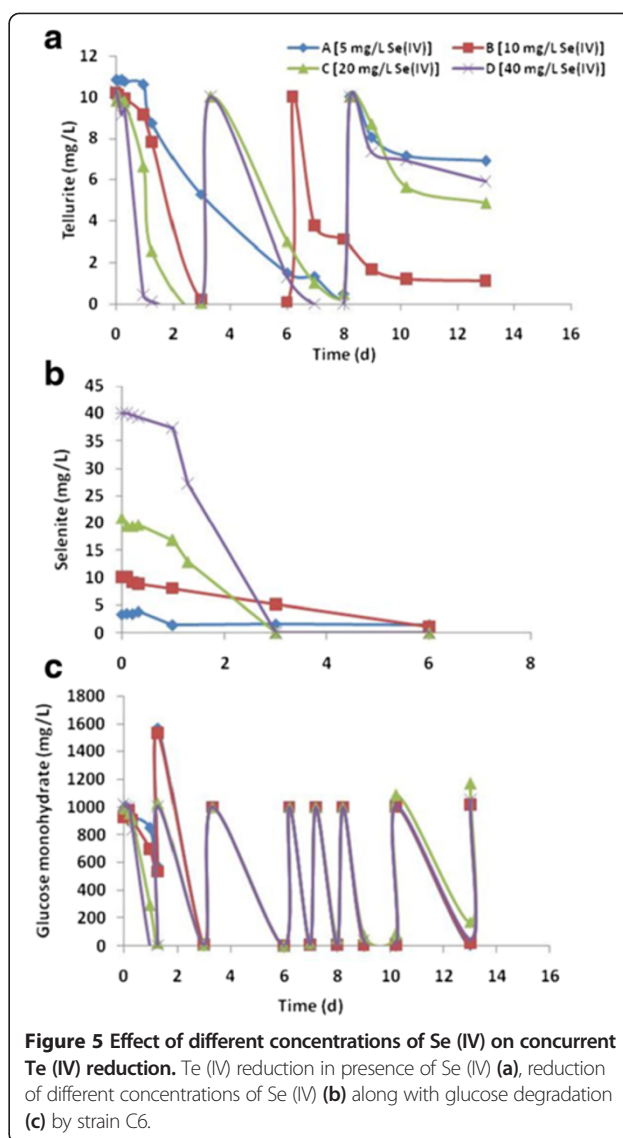 a
A [5 mg/L Se(IV)] B [10 mg/L Se(IV)]
C [20 mg/L Se(IV)] D [40 mg/L Se(IV)]
12
10
8
6
4
2
0
Tellurite (mg/L)
0 2 4 6 8 10 12 14 16
Time (d)
b
45
40
35
30
25
20
15
10
5
0
Selenite (mg/L)
0 2 4 6 8
c
1800
1600
1400
1200
1000
800
600
400
200
0
Glucose monohydrate (mg/L)
0 2 4 6 8 10 12 14 16
Time (d)
Figure 5 Effect of different concentrations of Se (IV) on concurrent
Te (IV) reduction. Te (IV) reduction in presence of Se (IV) (a), reduction
of different concentrations of Se (IV) (b) along with glucose degradation
(c) by strain C6.